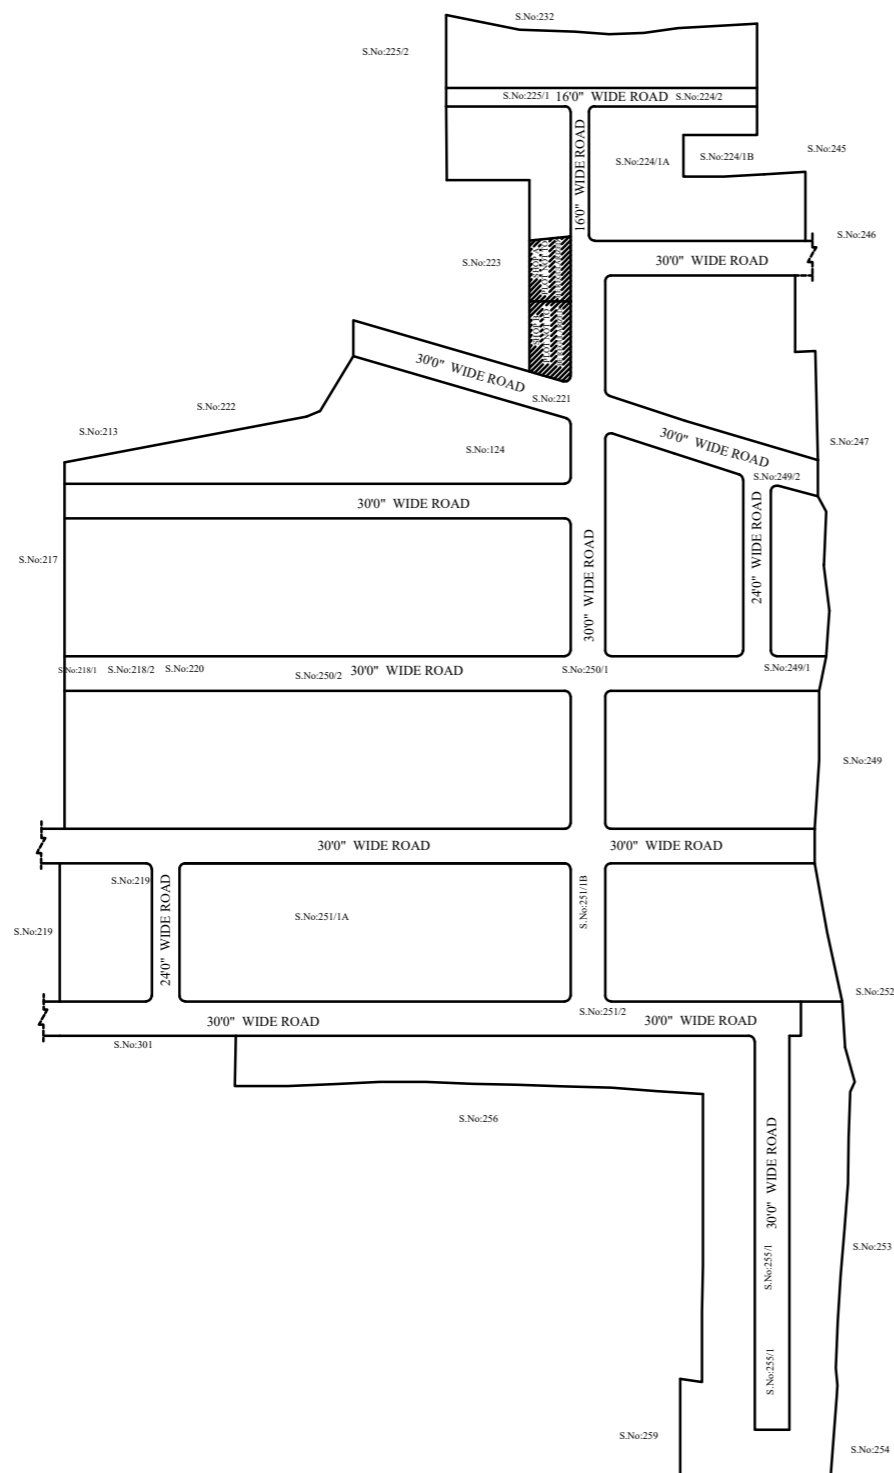 S.No:232
S.No:225/2
S.No:225/1
16'0" WIDE ROAD
S.No:224/2
16'0" WIDE ROAD
S.No:224/1A
S.No:224/1B
S.No:245
S.No:246
S.No:223
30'0" WIDE ROAD
30'0" WIDE ROAD
S.No:221
S.No:222
S.No:213
S.No:124
30'0" WIDE ROAD
S.No:247
S.No:249/2
30'0" WIDE ROAD
24'0" WIDE ROAD
S.No:217
30'0" WIDE ROAD
S.No:218/1
S.No:218/2
S.No:220
S.No:250/2
30'0" WIDE ROAD
S.No:250/1
S.No:249/1
S.No:249
30'0" WIDE ROAD
30'0" WIDE ROAD
S.No:219
24'0" WIDE ROAD
S.No:251/1A
S.No:251/1B
S.No:219
S.No:252
30'0" WIDE ROAD
S.No:251/2
30'0" WIDE ROAD
S.No:301
S.No:256
30'0" WIDE ROAD
S.No:255/1
S.No:253
S.No:255/1
S.No:259
S.No:254